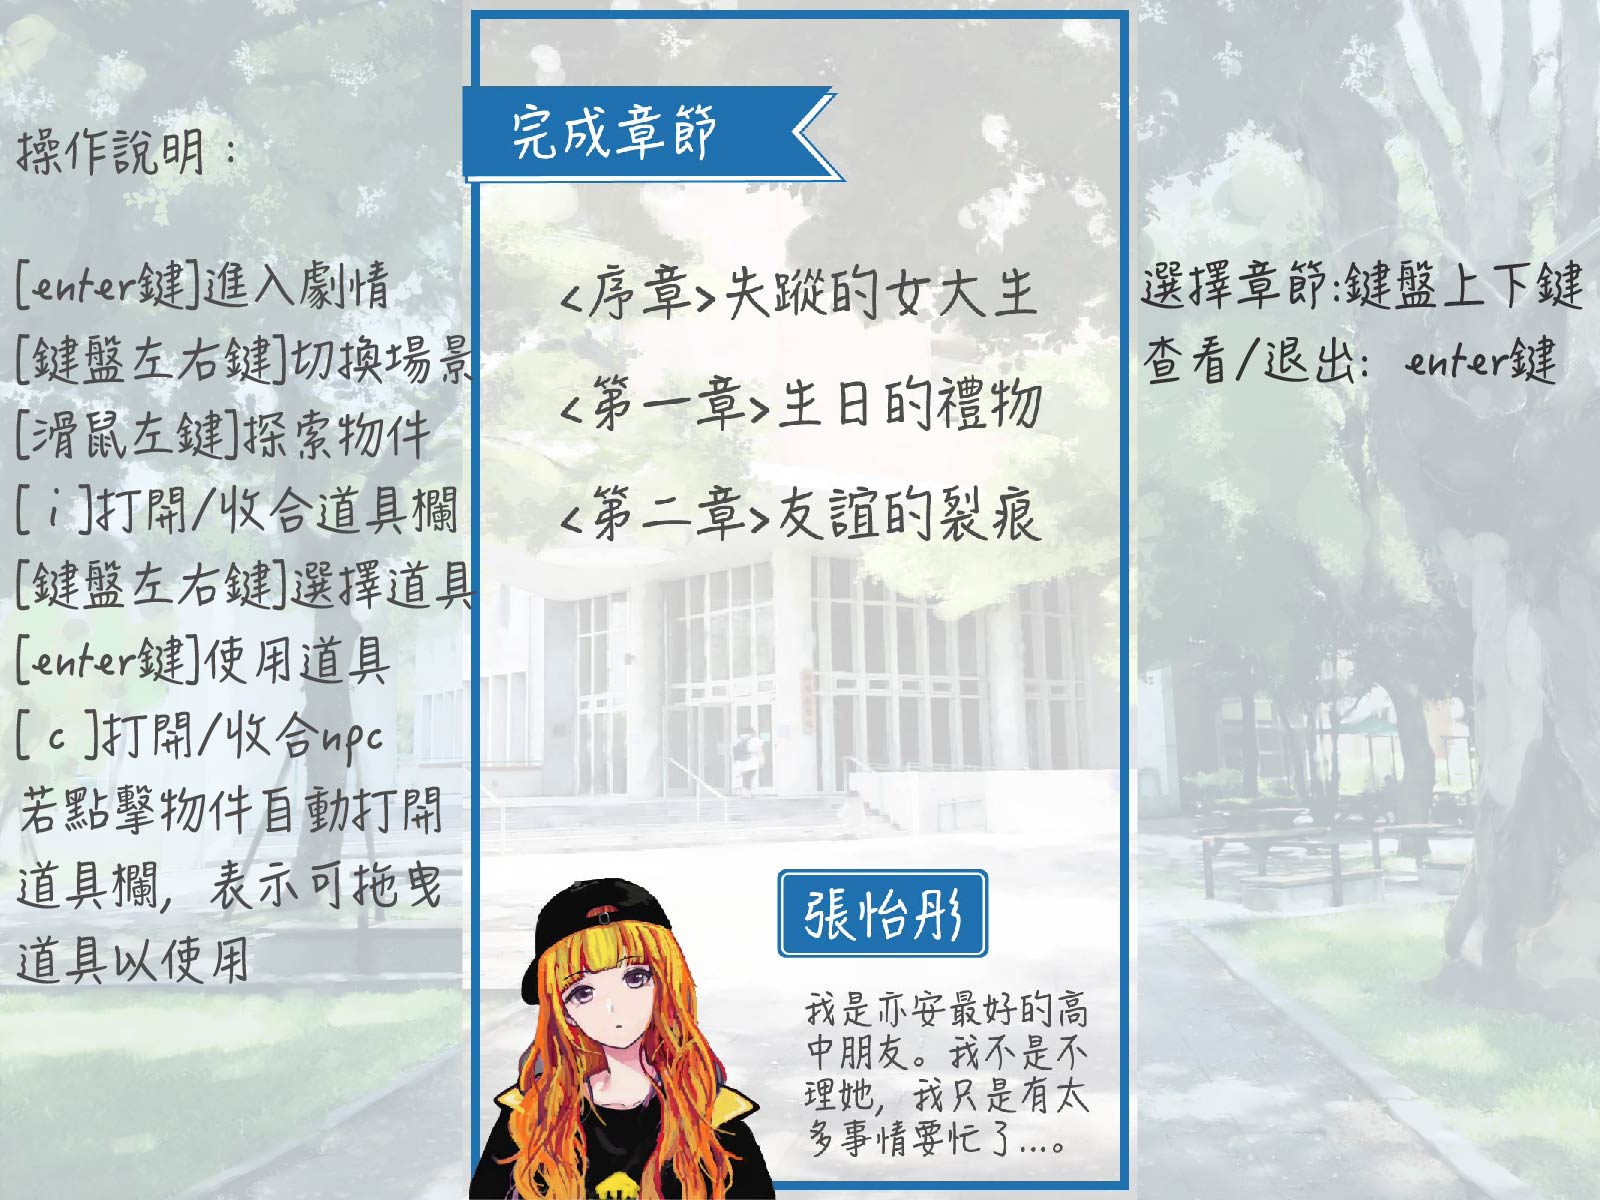 操作說明：
[enter鍵]進入劇情
[鍵盤左右鍵]切換場景
[滑鼠左鍵]探索物件
[ i ]打開/收合道具欄
[鍵盤左右鍵]選擇道具
[enter鍵]使用道具
[ c ]打開/收合npc
若點擊物件自動打開
道具欄，表示可拖曳
道具以使用
完成章節
<序章>失蹤的女大生
<第一章>生日的禮物
<第二章>友誼的裂痕
張怡彤
我是亦安最好的高
中朋友。我不是不
理她，我只是有太
多事情要忙了...。
選擇章節:鍵盤上下鍵
查看/退出: enter鍵